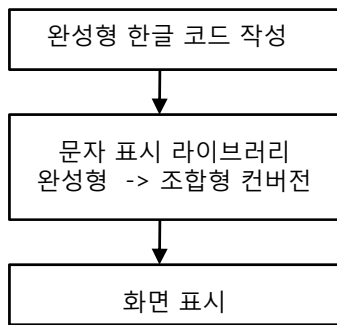 완성형 한글 코드 작성
문자 표시 라이브러리
완성형 -> 조합형 컨버전
화면 표시